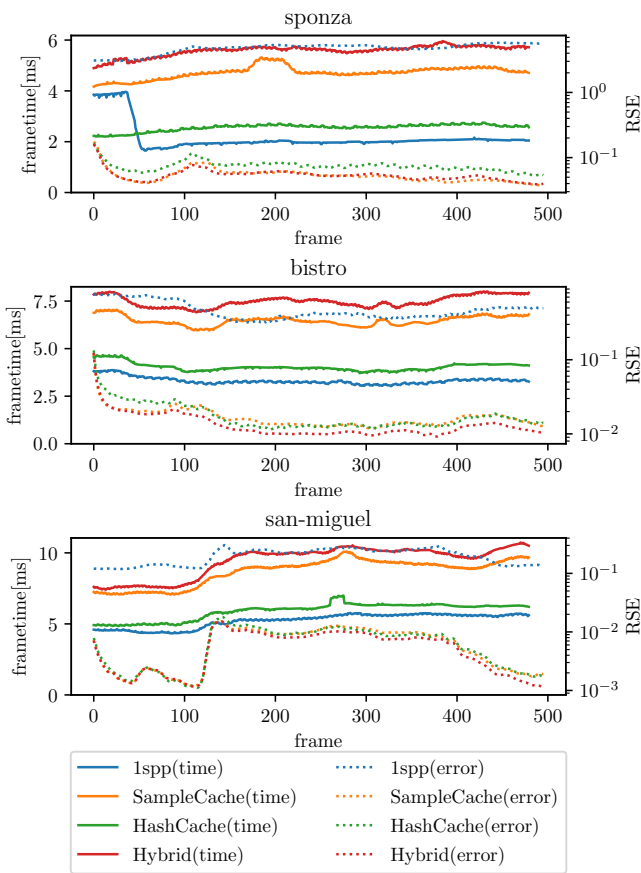 sponza
6
4
2
0
frametime[ms]
10^0
10^-1
RSE
0 100 200 300 400 500
frame
bistro
7.5
5.0
2.5
0.0
frametime[ms]
10^-1
10^-2
RSE
0 100 200 300 400 500
frame
san-miguel
10
5
0
frametime[ms]
10^-1
10^-2
10^-3
RSE
0 100 200 300 400 500
frame
1spp(time) 1spp(error)
SampleCache(time) SampleCache(error)
HashCache(time) HashCache(error)
Hybrid(time) Hybrid(error)